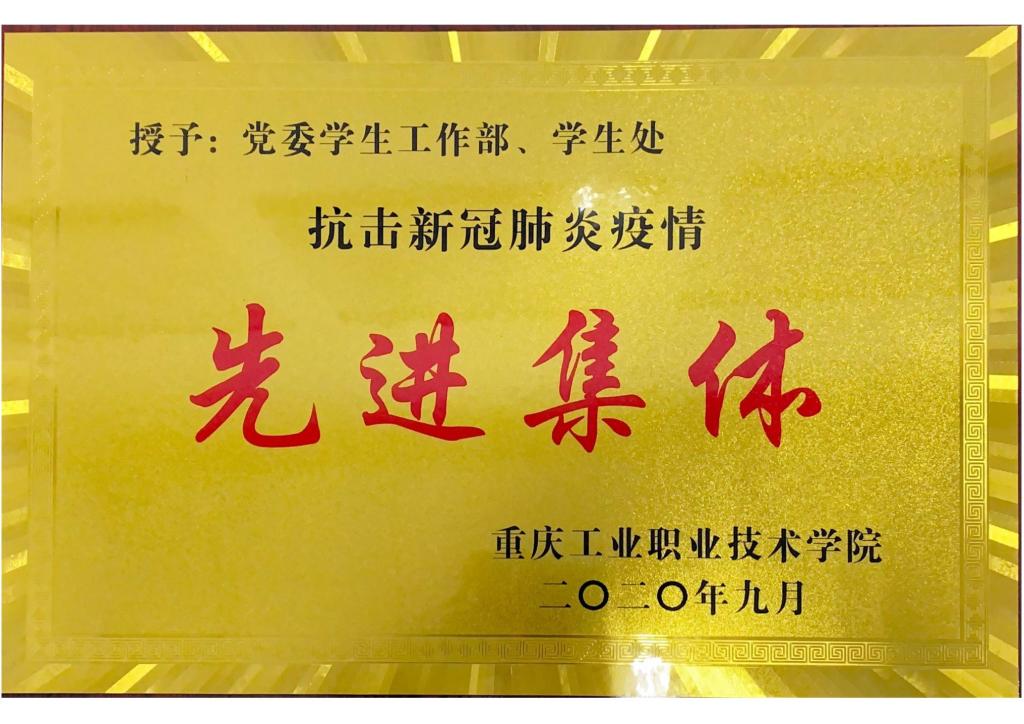 授予：党委学生工作部、学生处
抗击新冠肺炎疫情
先进集体
重庆工业职业技术学院
二〇二〇年九月